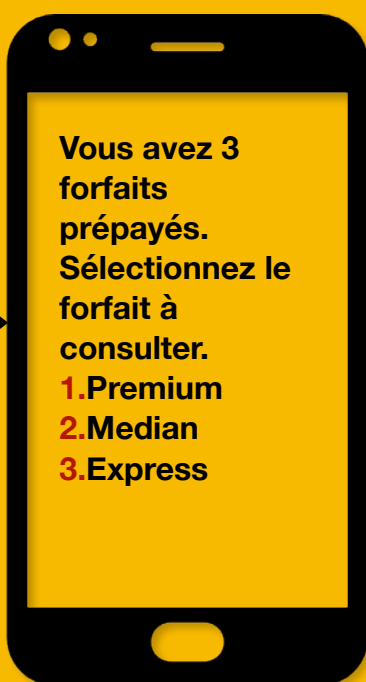 Vous avez 3
forfaits
prépayés.
Sélectionnez le
forfait à
consulter.
1.Premium
2.Median
3.Express